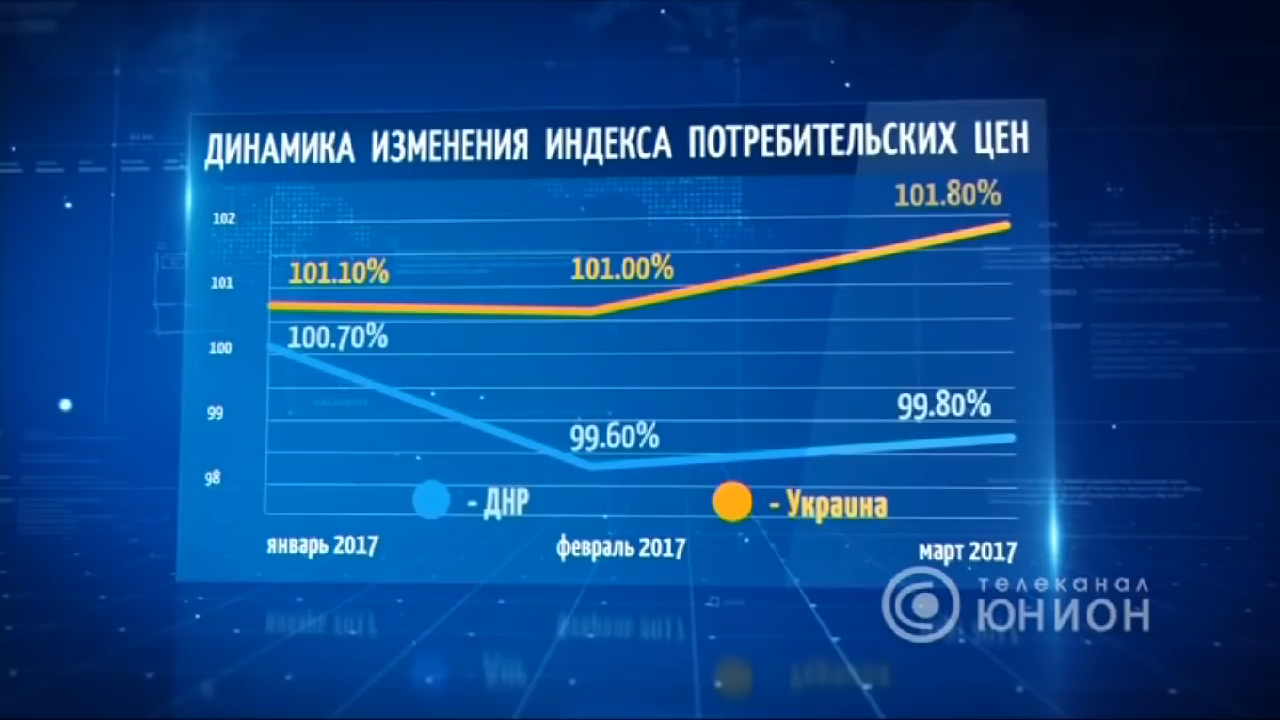 ДИНАМИКА ИЗМЕНЕНИЯ ИНДЕКСА ПОТРЕБИТЕЛЬСКИХ ЦЕН
101.80%
102
101.10%
101.00%
101
100.70%
100
99.80%
99
99.60%
98
- ДНР
- Украина
январь 2017
февраль 2017
март 2017
ТЕЛЕКАНАЛ
ЮНИОН